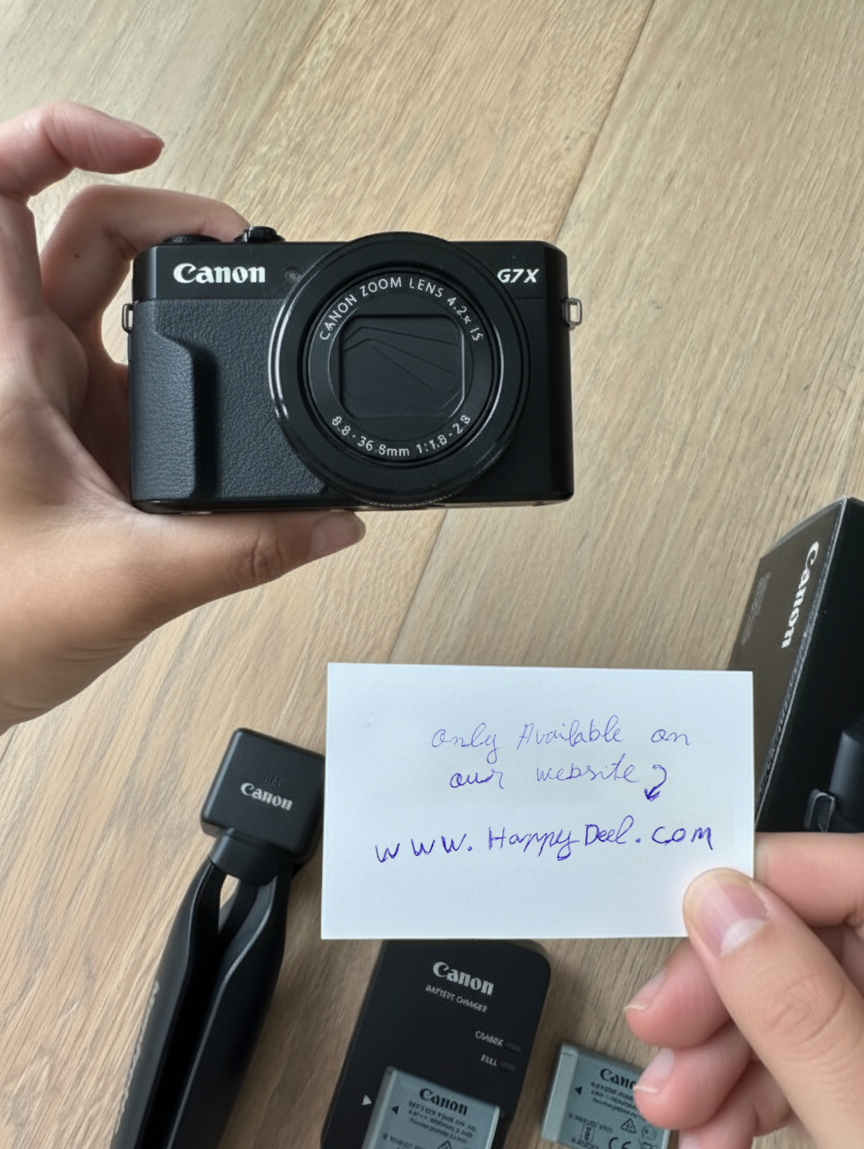 Canon
G7X
CANON ZOOM LENS 4.2x IS
8.8-36.8mm 1:1.8-2.8
Canon
only Available on
our website
www.HappyDeel.com
Canon
Canon
BATTERY CHARGER
CHARGE
FULL
Canon
Canon